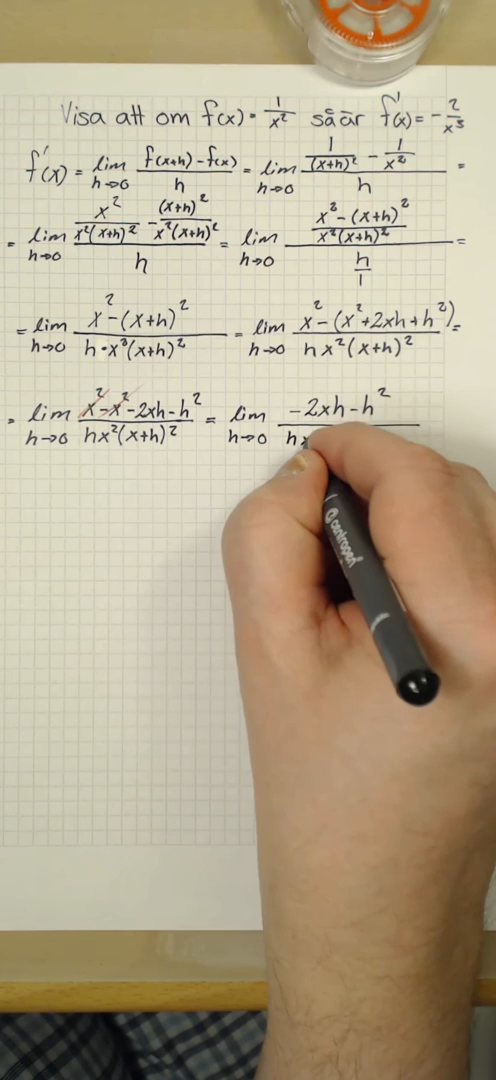 Visa att om f(x) = 1/x² så är f'(x) = -2/x³
f'(x) = lim h→0 (f(x+h) - f(x))/h = lim h→0 (1/(x+h)² - 1/x²)/h =
= lim h→0 (x²/(x²(x+h)²) - (x+h)²/(x²(x+h)²))/h = lim h→0 ((x² - (x+h)²)/(x²(x+h)²))/(h/1) =
= lim h→0 (x² - (x+h)²)/(h·x²(x+h)²) = lim h→0 (x² - (x² + 2xh + h²))/(hx²(x+h)²) =
= lim h→0 (x² - x² - 2xh - h²)/(hx²(x+h)²) = lim h→0 (-2xh - h²)/(hx
centropen